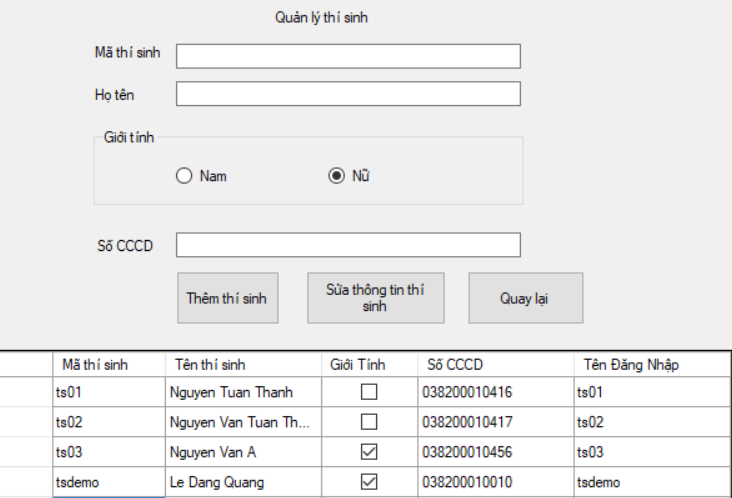 Quản lý thí sinh
Mã thí sinh
Họ tên
Giới tính
Nam Nữ
Số CCCD
Thêm thí sinh Sửa thông tin thí sinh Quay lại
Mã thí sinh Tên thí sinh Giới Tính Số CCCD Tên Đăng Nhập
ts01 Nguyen Tuan Thanh 038200010416 ts01
ts02 Nguyen Van Tuan Th... 038200010417 ts02
ts03 Nguyen Van A 038200010456 ts03
tsdemo Le Dang Quang 038200010010 tsdemo